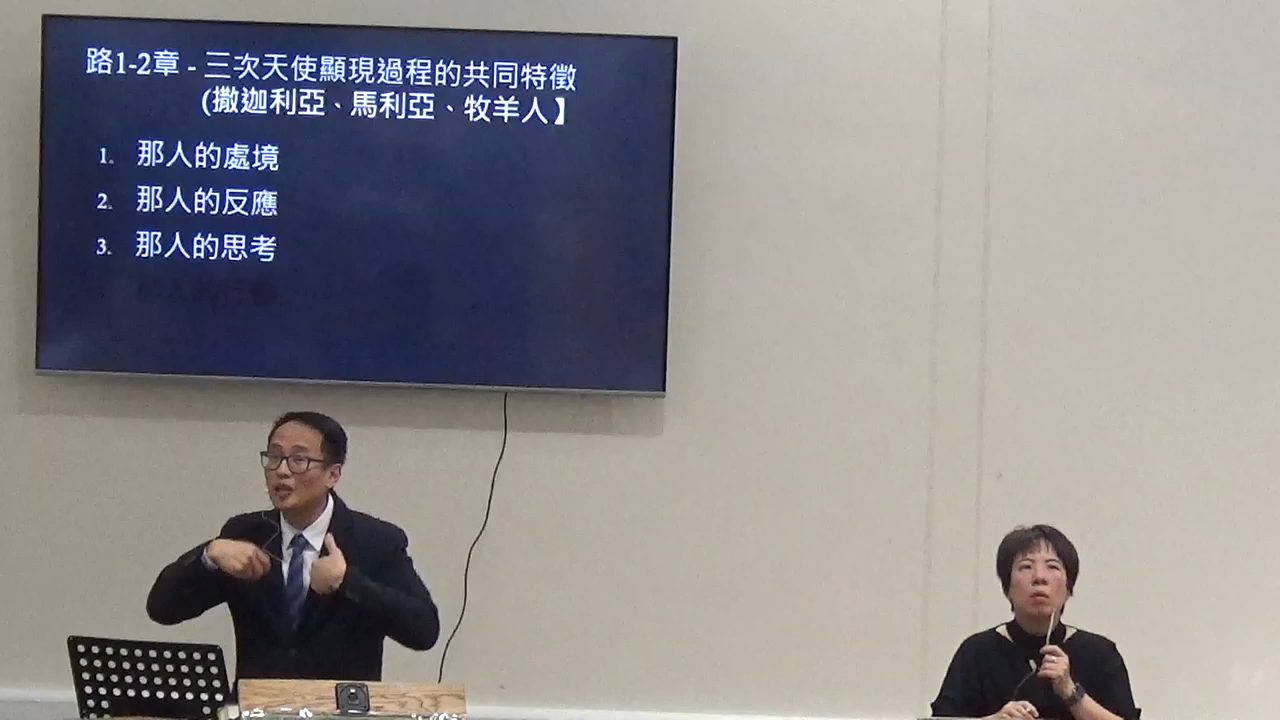 路1-2章 - 三次天使顯現過程的共同特徵
(撒迦利亞、馬利亞、牧羊人】
1. 那人的處境
2. 那人的反應
3. 那人的思考